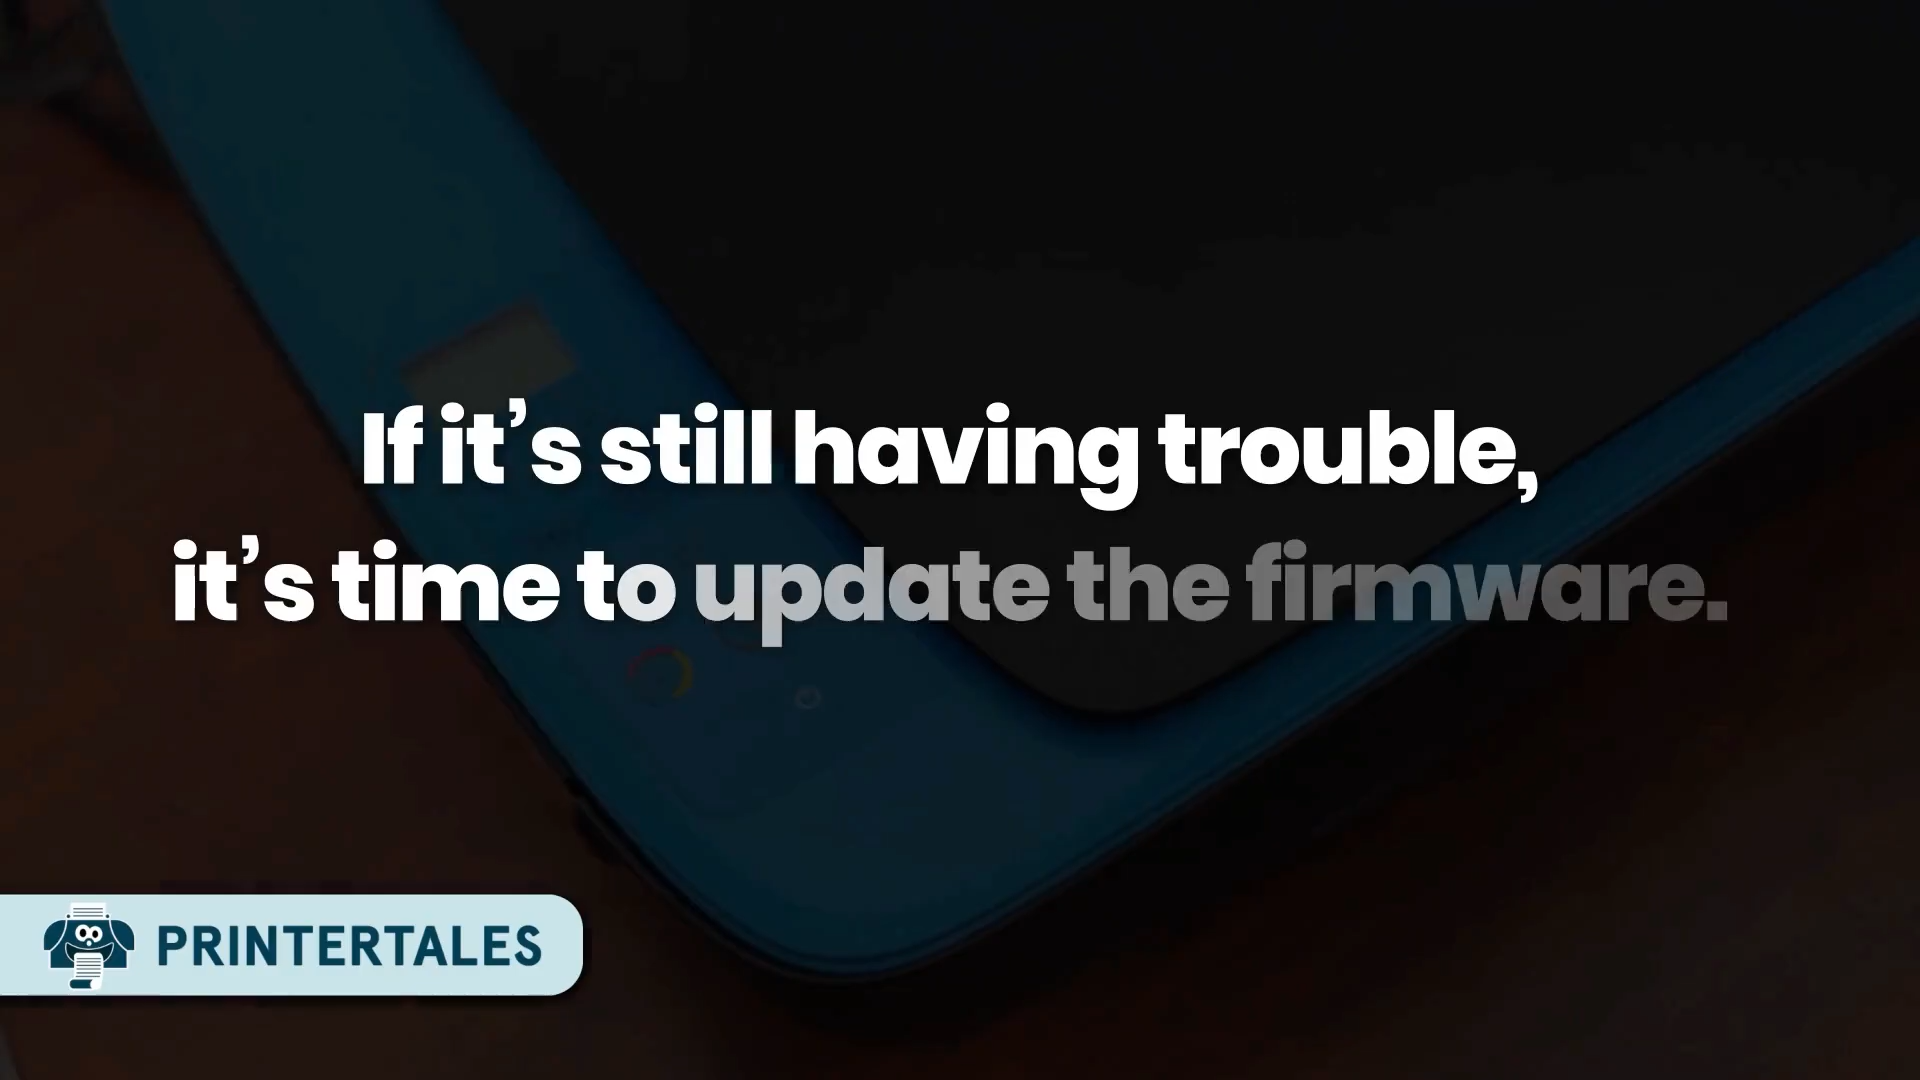 If it’s still having trouble,
it’s time to update the firmware.
PRINTERTALES